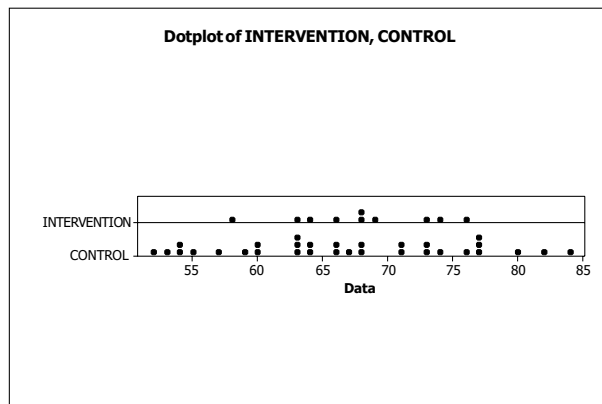 Dotplot of INTERVENTION, CONTROL
INTERVENTION
CONTROL
55 60 65 70 75 80 85
Data